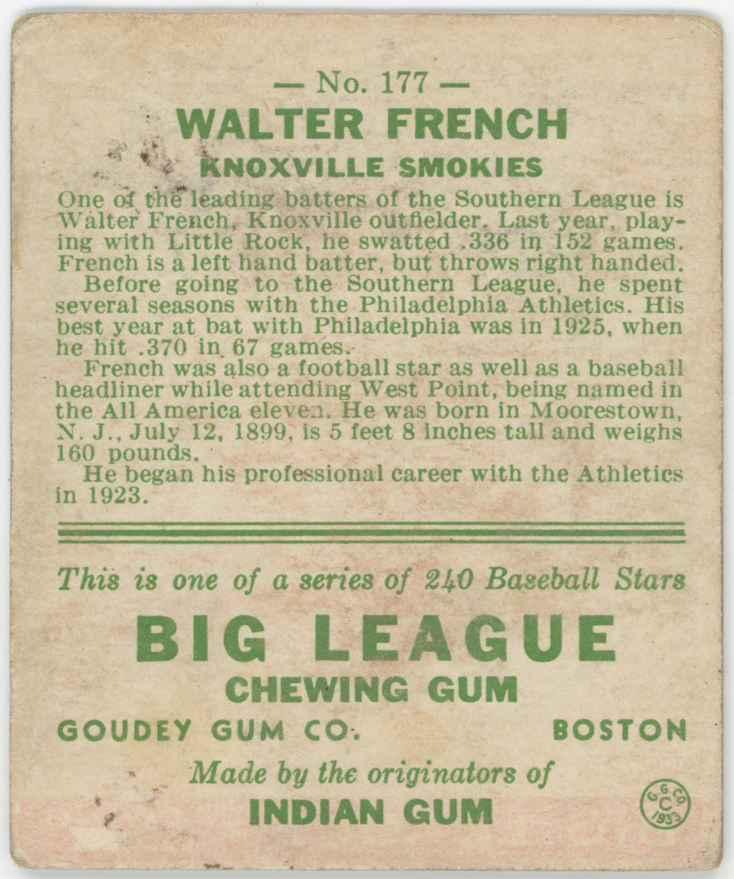 — No. 177 —
WALTER FRENCH
KNOXVILLE SMOKIES
One of the leading batters of the Southern League is
Walter French, Knoxville outfielder. Last year, play-
ing with Little Rock, he swatted .336 in 152 games.
French is a left hand batter, but throws right handed.
Before going to the Southern League, he spent
several seasons with the Philadelphia Athletics. His
best year at bat with Philadelphia was in 1925, when
he hit .370 in 67 games.
French was also a football star as well as a baseball
headliner while attending West Point, being named in
the All America eleven. He was born in Moorestown,
N. J., July 12, 1899, is 5 feet 8 inches tall and weighs
160 pounds.
He began his professional career with the Athletics
in 1923.
This is one of a series of 240 Baseball Stars
BIG LEAGUE
CHEWING GUM
GOUDEY GUM CO. BOSTON
Made by the originators of
INDIAN GUM
G. G. CO.
C
1933